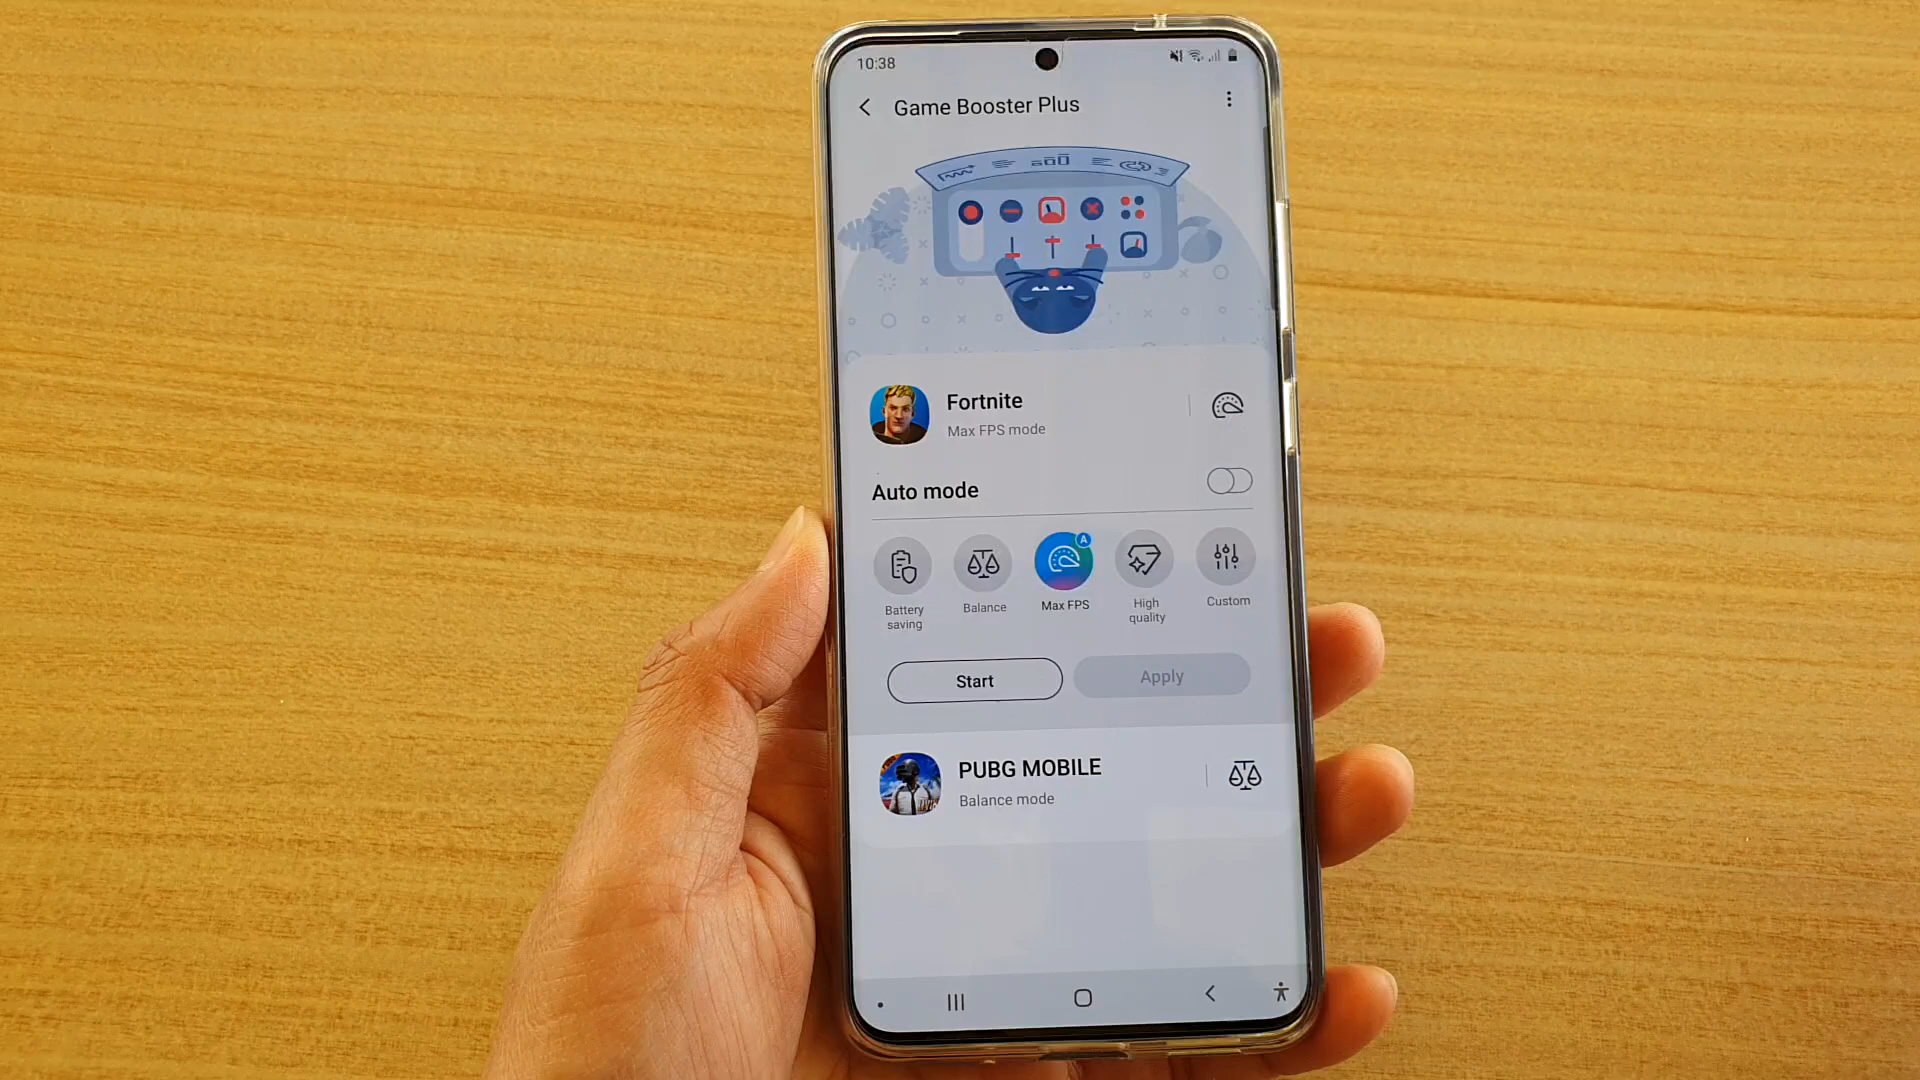 10:38
Game Booster Plus
Fortnite
Max FPS mode
Auto mode
A
Battery
saving
Balance
Max FPS
High
quality
Custom
Start
Apply
PUBG MOBILE
Balance mode